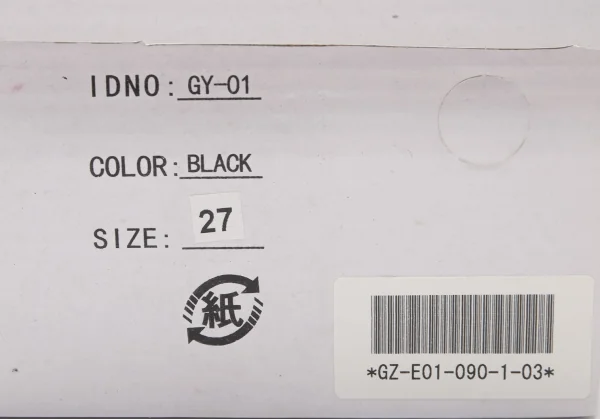 IDNO: GY-01
COLOR: BLACK
SIZE: 27
紙
*GZ-E01-090-1-03*